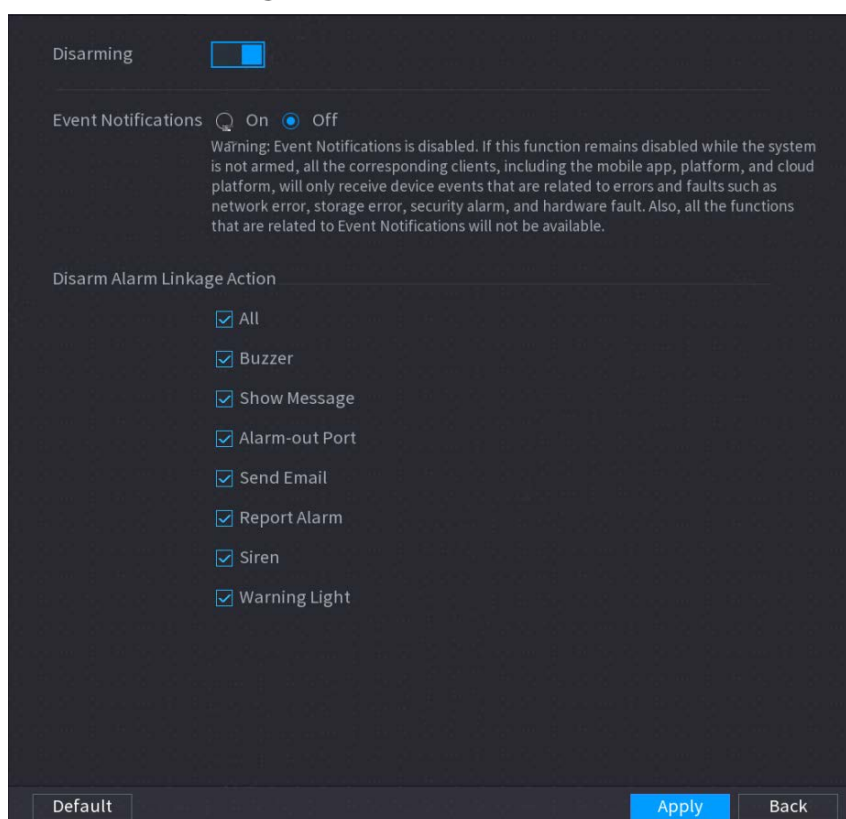 Disarming
Event Notifications On Off
Warning: Event Notifications is disabled. If this function remains disabled while the system
is not armed, all the corresponding clients, including the mobile app, platform, and cloud
platform, will only receive device events that are related to errors and faults such as
network error, storage error, security alarm, and hardware fault. Also, all the functions
that are related to Event Notifications will not be available.
Disarm Alarm Linkage Action
All
Buzzer
Show Message
Alarm-out Port
Send Email
Report Alarm
Siren
Warning Light
Default Apply Back